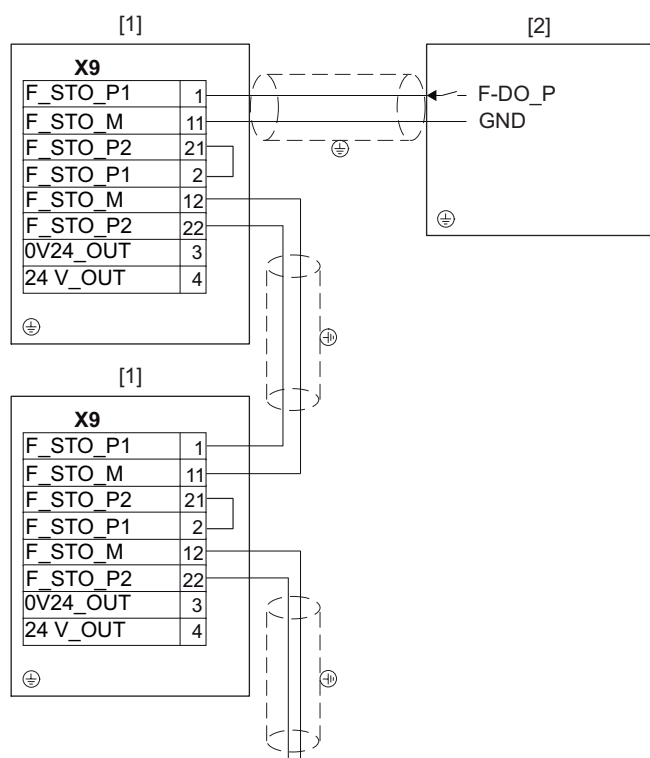 [1]
[2]
X9
F_STO_P1 1
F_STO_M 11
F_STO_P2 21
F_STO_P1 2
F_STO_M 12
F_STO_P2 22
0V24_OUT 3
24 V_OUT 4
F-DO_P
GND
[1]
X9
F_STO_P1 1
F_STO_M 11
F_STO_P2 21
F_STO_P1 2
F_STO_M 12
F_STO_P2 22
0V24_OUT 3
24 V_OUT 4